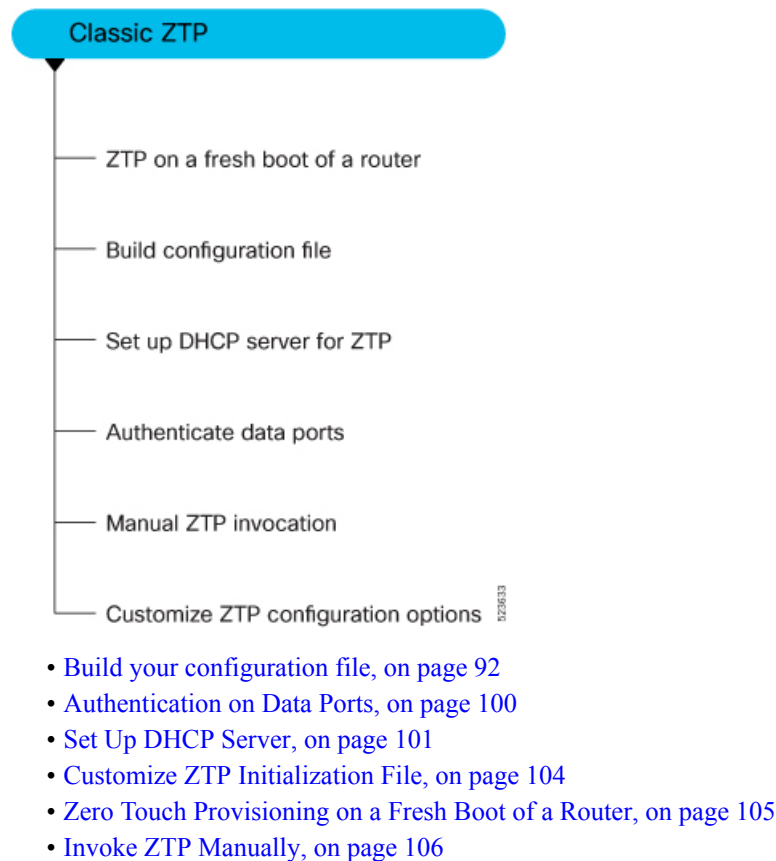 Classic ZTP
ZTP on a fresh boot of a router
Build configuration file
Set up DHCP server for ZTP
Authenticate data ports
Manual ZTP invocation
Customize ZTP configuration options
523633
• Build your configuration file, on page 92
• Authentication on Data Ports, on page 100
• Set Up DHCP Server, on page 101
• Customize ZTP Initialization File, on page 104
• Zero Touch Provisioning on a Fresh Boot of a Router, on page 105
• Invoke ZTP Manually, on page 106